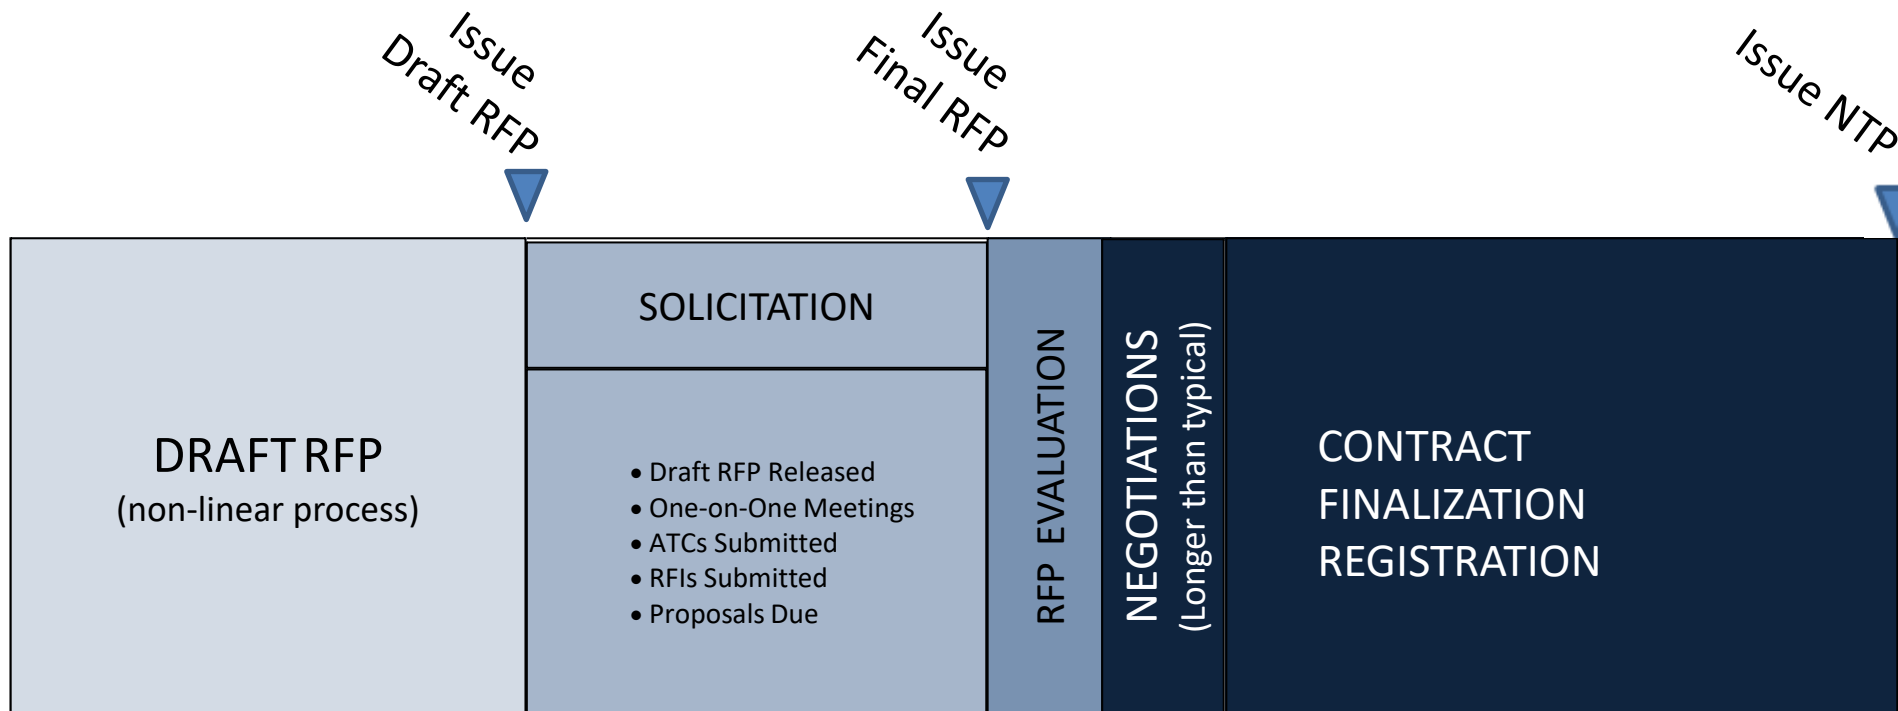 Issue
Draft RFP
Issue
Final RFP
Issue NTP
DRAFT RFP
(non-linear process)
SOLICITATION
• Draft RFP Released
• One-on-One Meetings
• ATCs Submitted
• RFIs Submitted
• Proposals Due
RFP EVALUATION
NEGOTIATIONS
(Longer than typical)
CONTRACT
FINALIZATION
REGISTRATION